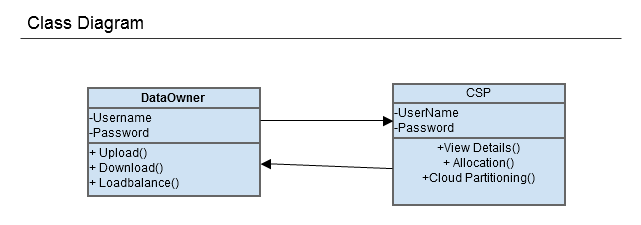 Class Diagram
DataOwner
-Username
-Password
+ Upload()
+ Download()
+ Loadbalance()
CSP
-UserName
-Password
+View Details()
+ Allocation()
+Cloud Partitioning()